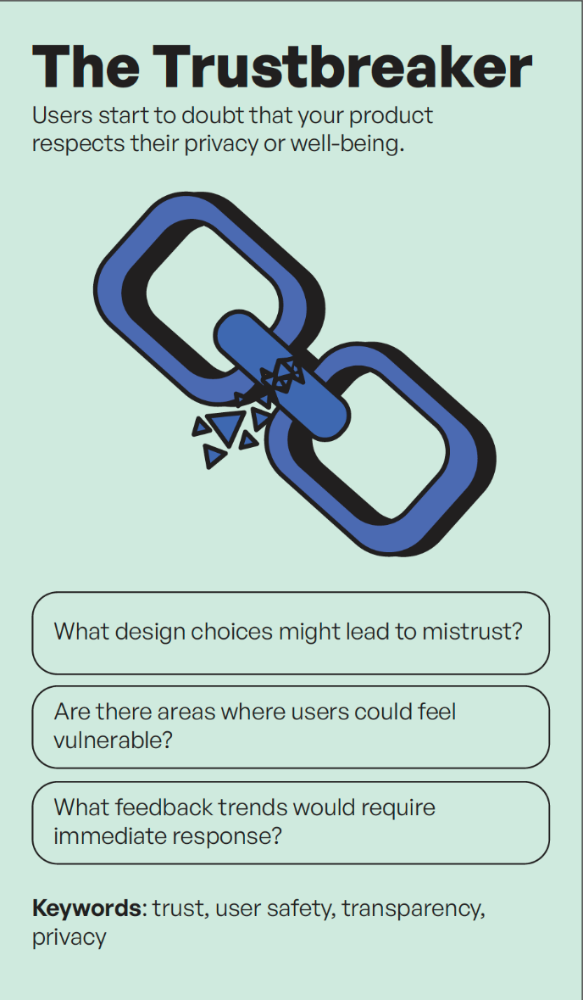 The Trustbreaker
Users start to doubt that your product
respects their privacy or well-being.
What design choices might lead to mistrust?
Are there areas where users could feel
vulnerable?
What feedback trends would require
immediate response?
Keywords: trust, user safety, transparency,
privacy